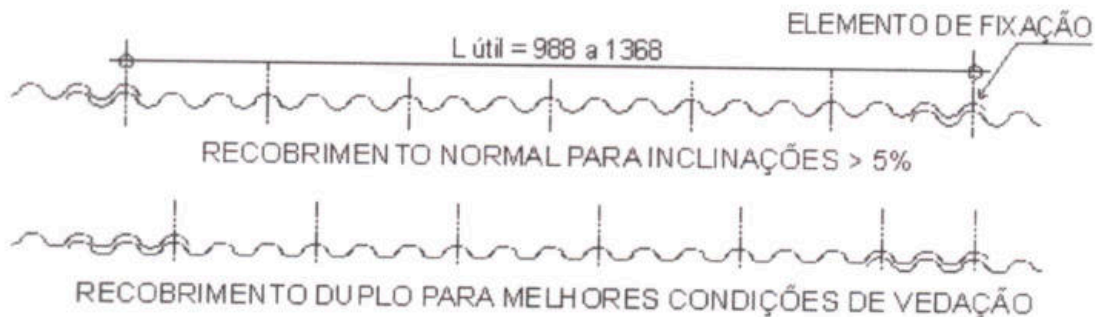 ELEMENTO DE FIXAÇÃO
L útil = 988 a 1368
RECOBRIMENTO NORMAL PARA INCLINAÇÕES > 5%
RECOBRIMENTO DUPLO PARA MELHORES CONDIÇÕES DE VEDAÇÃO